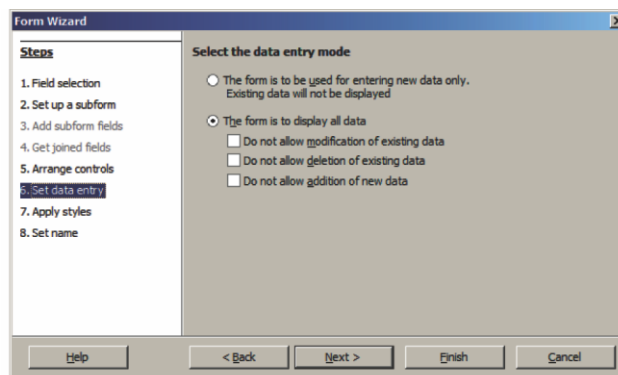 Form Wizard
Steps
1. Field selection
2. Set up a subform
3. Add subform fields
4. Get joined fields
5. Arrange controls
6. Set data entry
7. Apply styles
8. Set name
Select the data entry mode
The form is to be used for entering new data only.
Existing data will not be displayed
The form is to display all data
Do not allow modification of existing data
Do not allow deletion of existing data
Do not allow addition of new data
Help
< Back
Next >
Finish
Cancel